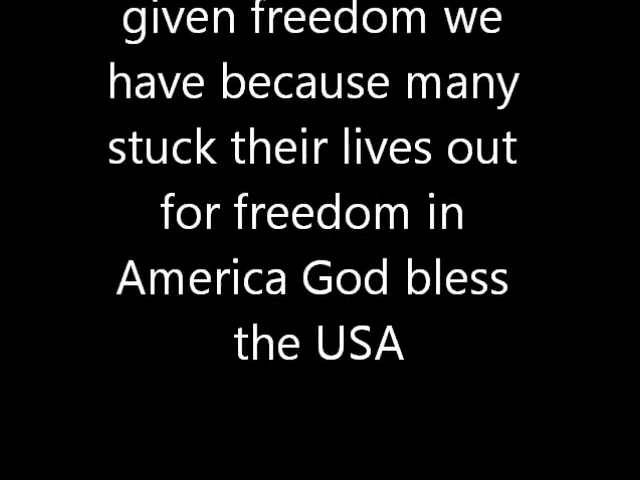 given freedom we
have because many
stuck their lives out
for freedom in
America God bless
the USA